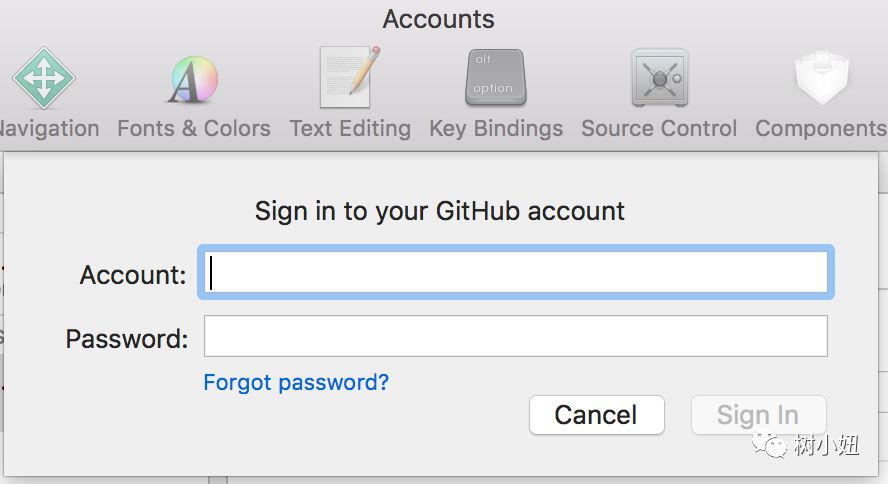 Accounts
Navigation Fonts & Colors Text Editing Key Bindings Source Control Components
alt
option
Sign in to your GitHub account
Account:
Password:
Forgot password?
Cancel Sign In
树小妞